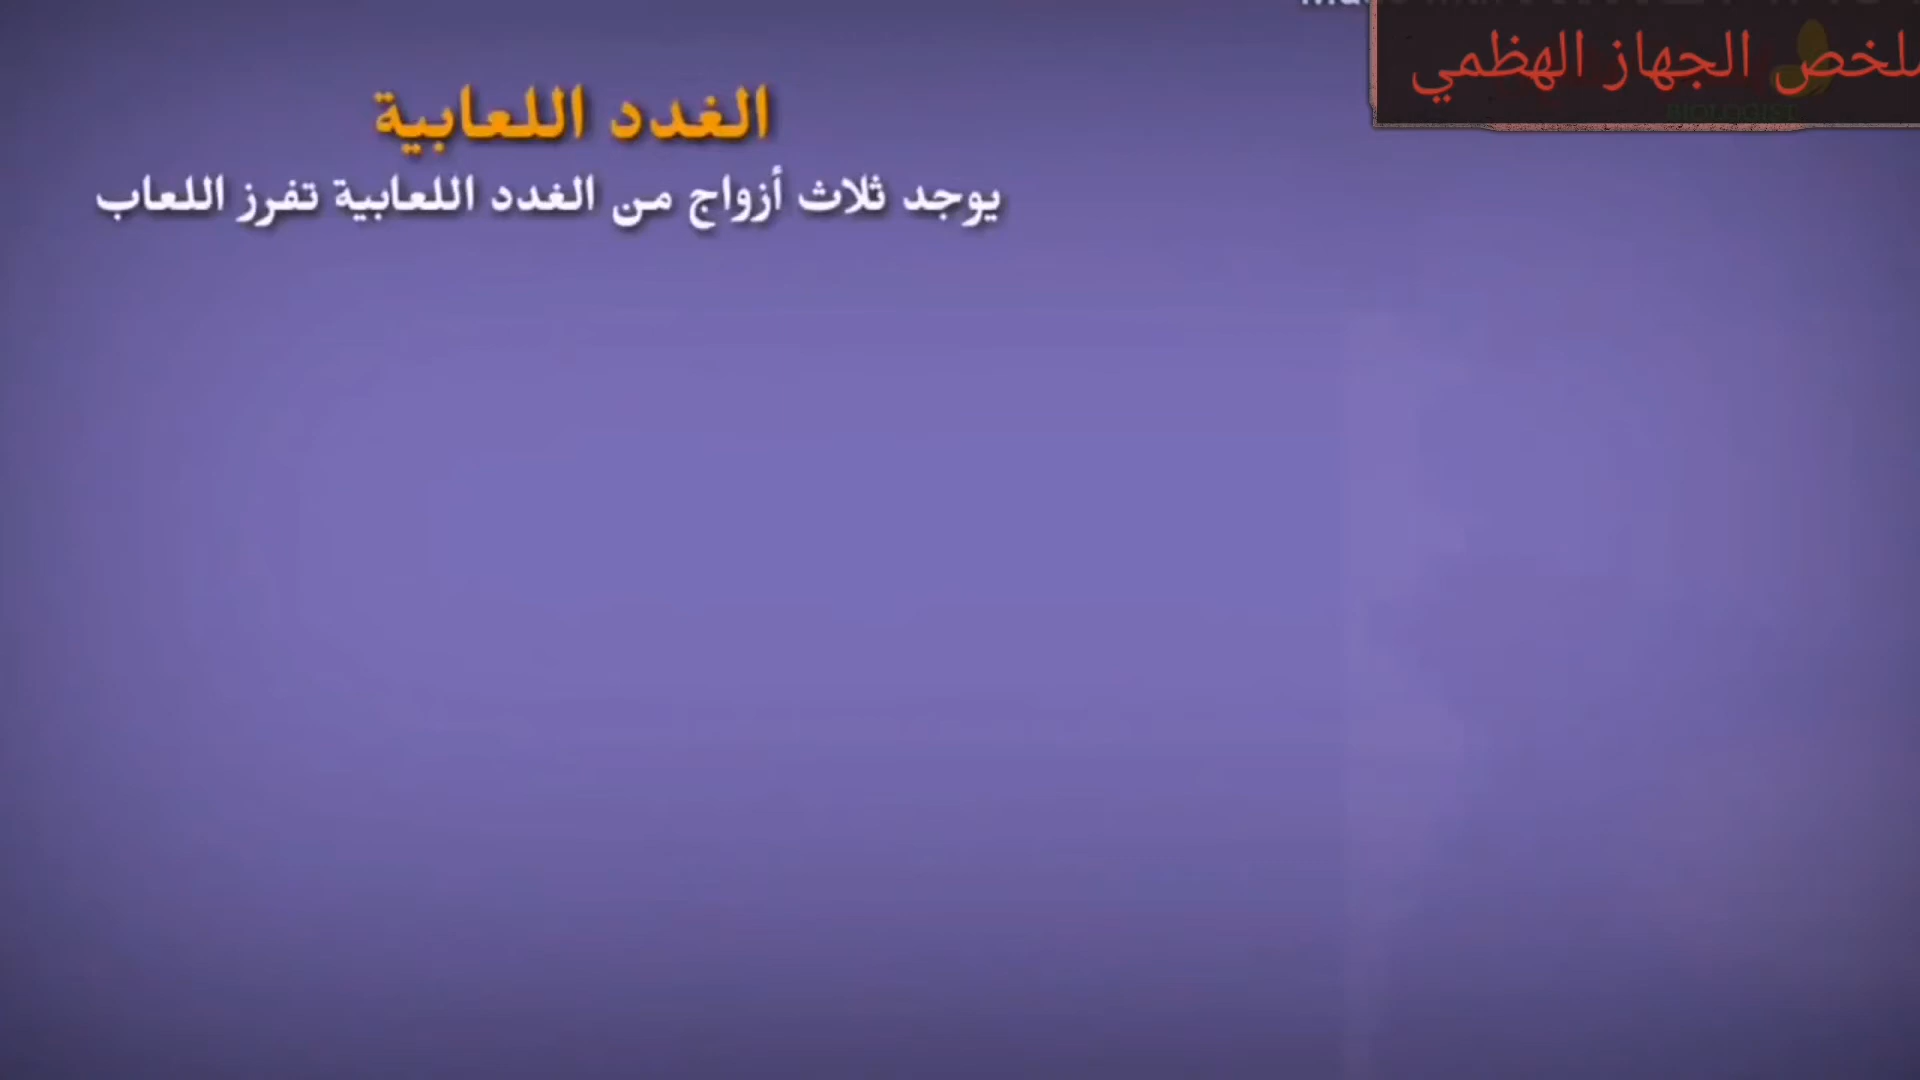 ملخص الجهاز الهظمي
الغدد اللعابية
يوجد ثلاث أزواج من الغدد اللعابية تفرز اللعاب